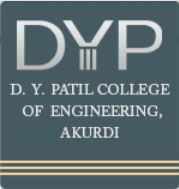 DYP
D. Y. PATIL COLLEGE
OF ENGINEERING,
AKURDI